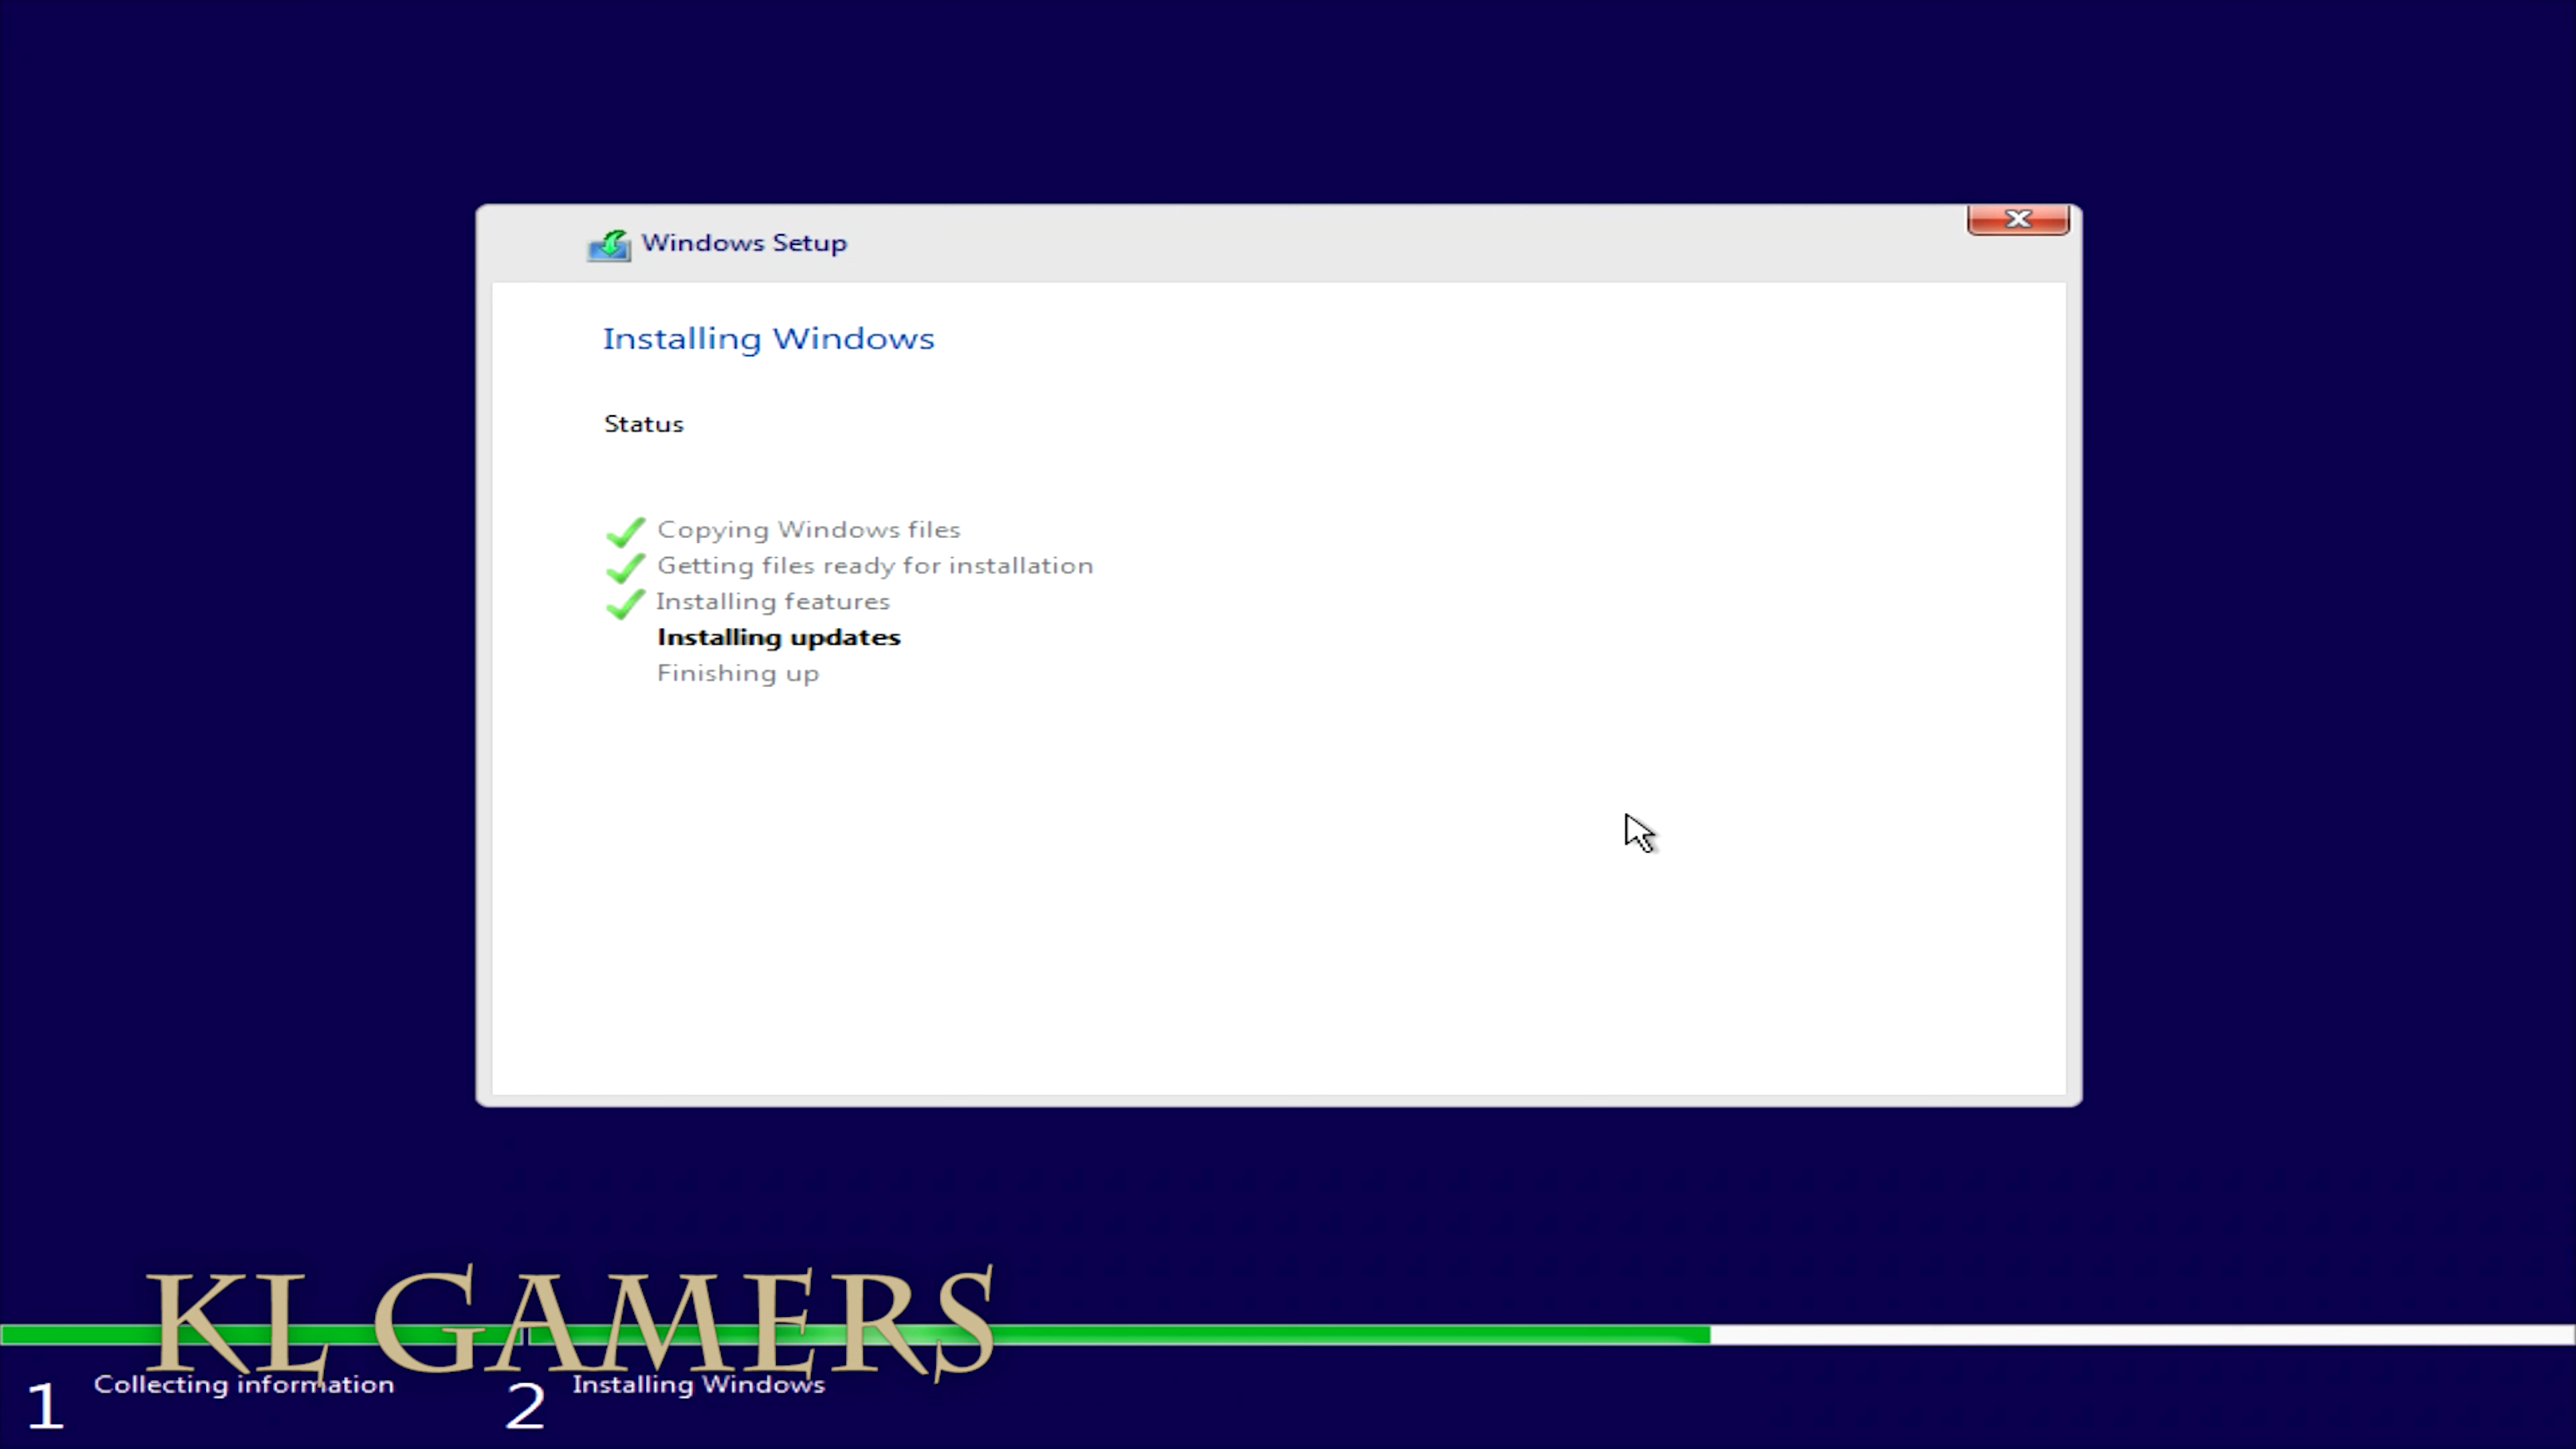 Windows Setup
Installing Windows
Status
Copying Windows files
Getting files ready for installation
Installing features
Installing updates
Finishing up
KL GAMERS
1 Collecting information
2 Installing Windows